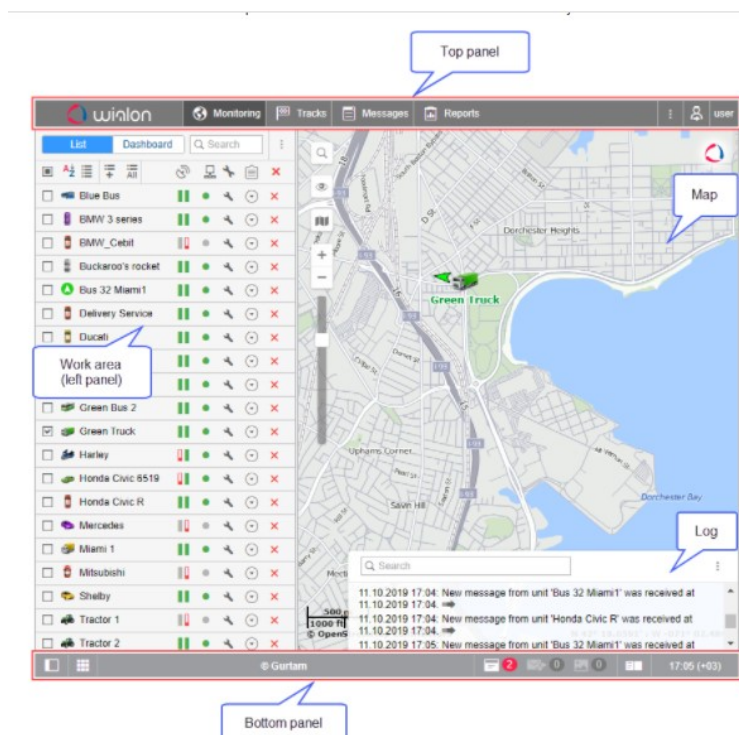 Top panel
wialon
Monitoring
Tracks
Messages
Reports
user
List
Dashboard
Search
All
Map
Blue Bus
BMW 3 series
BMW_Cebit
Buckaroo's rocket
Bus 32 Miami1
Delivery Service
Ducati
Work area
(left panel)
Green Bus 2
Green Truck
Harley
Honda Civic 6519
Honda Civic R
Mercedes
Miami 1
Mitsubishi
Shelby
Tractor 1
Tractor 2
D St
Dorchester Heights
Green Truck
I-93
Dorset St
Uphams Corner
Savin Hill
Dorchester Bay
Log
Search
11.10.2019 17:04: New message from unit 'Bus 32 Miami1' was received at
11.10.2019 17:04.
11.10.2019 17:04: New message from unit 'Honda Civic R' was received at
11.10.2019 17:04.
11.10.2019 17:05: New message from unit 'Bus 32 Miami1' was received at
1000 ft
© Gurtam
2
0
0
17:05 (+03)
Bottom panel